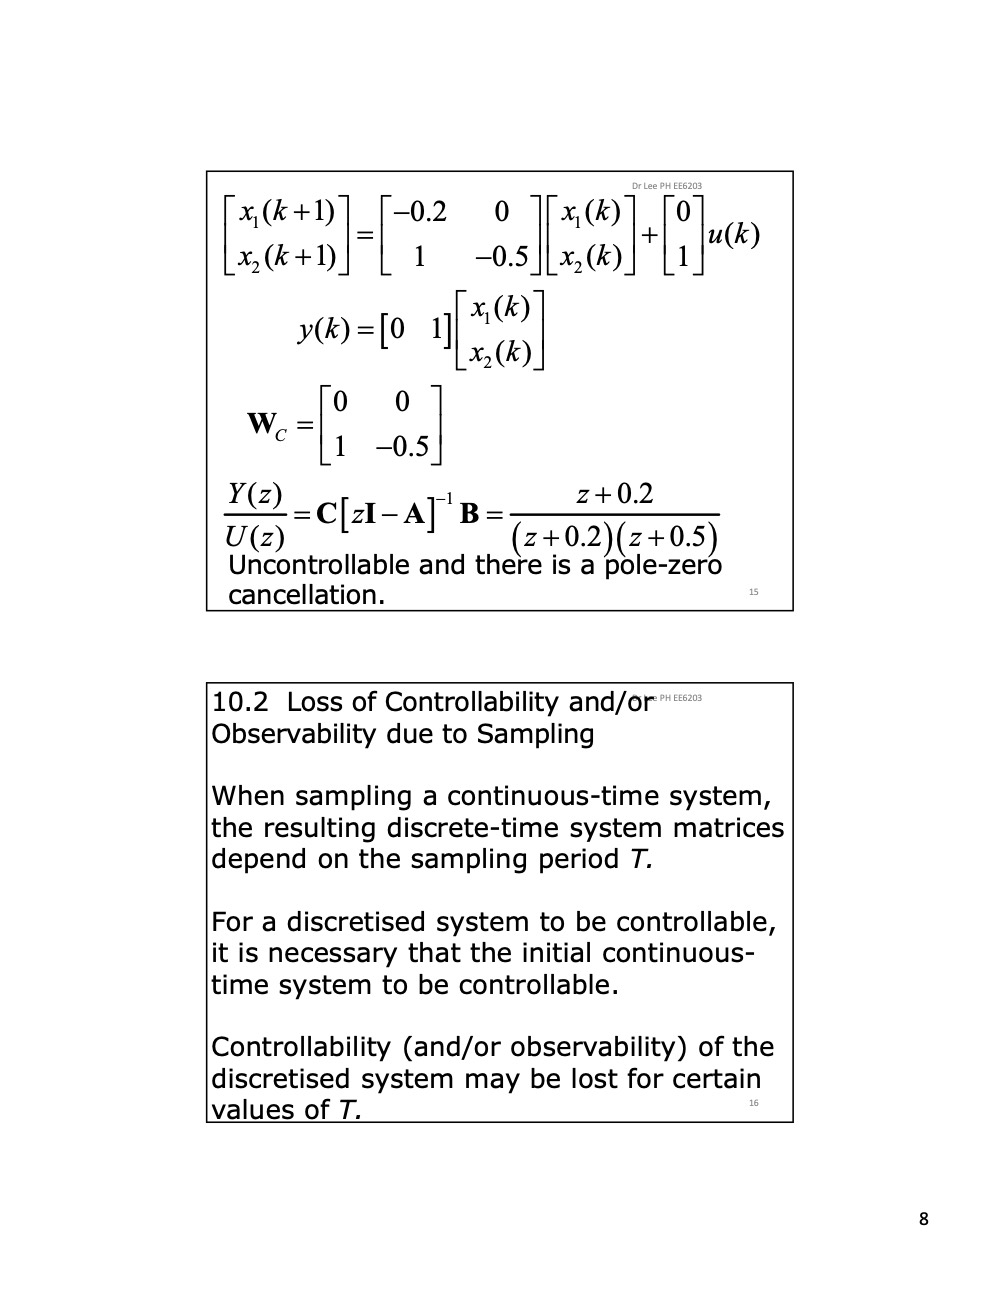 Dr Lee PH EE6203
[x₁(k+1); x₂(k+1)] = [−0.2 0; 1 −0.5] [x₁(k); x₂(k)] + [0; 1] u(k)
y(k) = [0 1] [x₁(k); x₂(k)]
W_C = [0 0; 1 −0.5]
Y(z)/U(z) = C[zI − A]⁻¹ B = (z + 0.2)/((z + 0.2)(z + 0.5))
Uncontrollable and there is a pole-zero
cancellation.
15
Dr Lee PH EE6203
10.2 Loss of Controllability and/or
Observability due to Sampling
When sampling a continuous-time system,
the resulting discrete-time system matrices
depend on the sampling period T.
For a discretised system to be controllable,
it is necessary that the initial continuous-
time system to be controllable.
Controllability (and/or observability) of the
discretised system may be lost for certain
values of T.
16
8